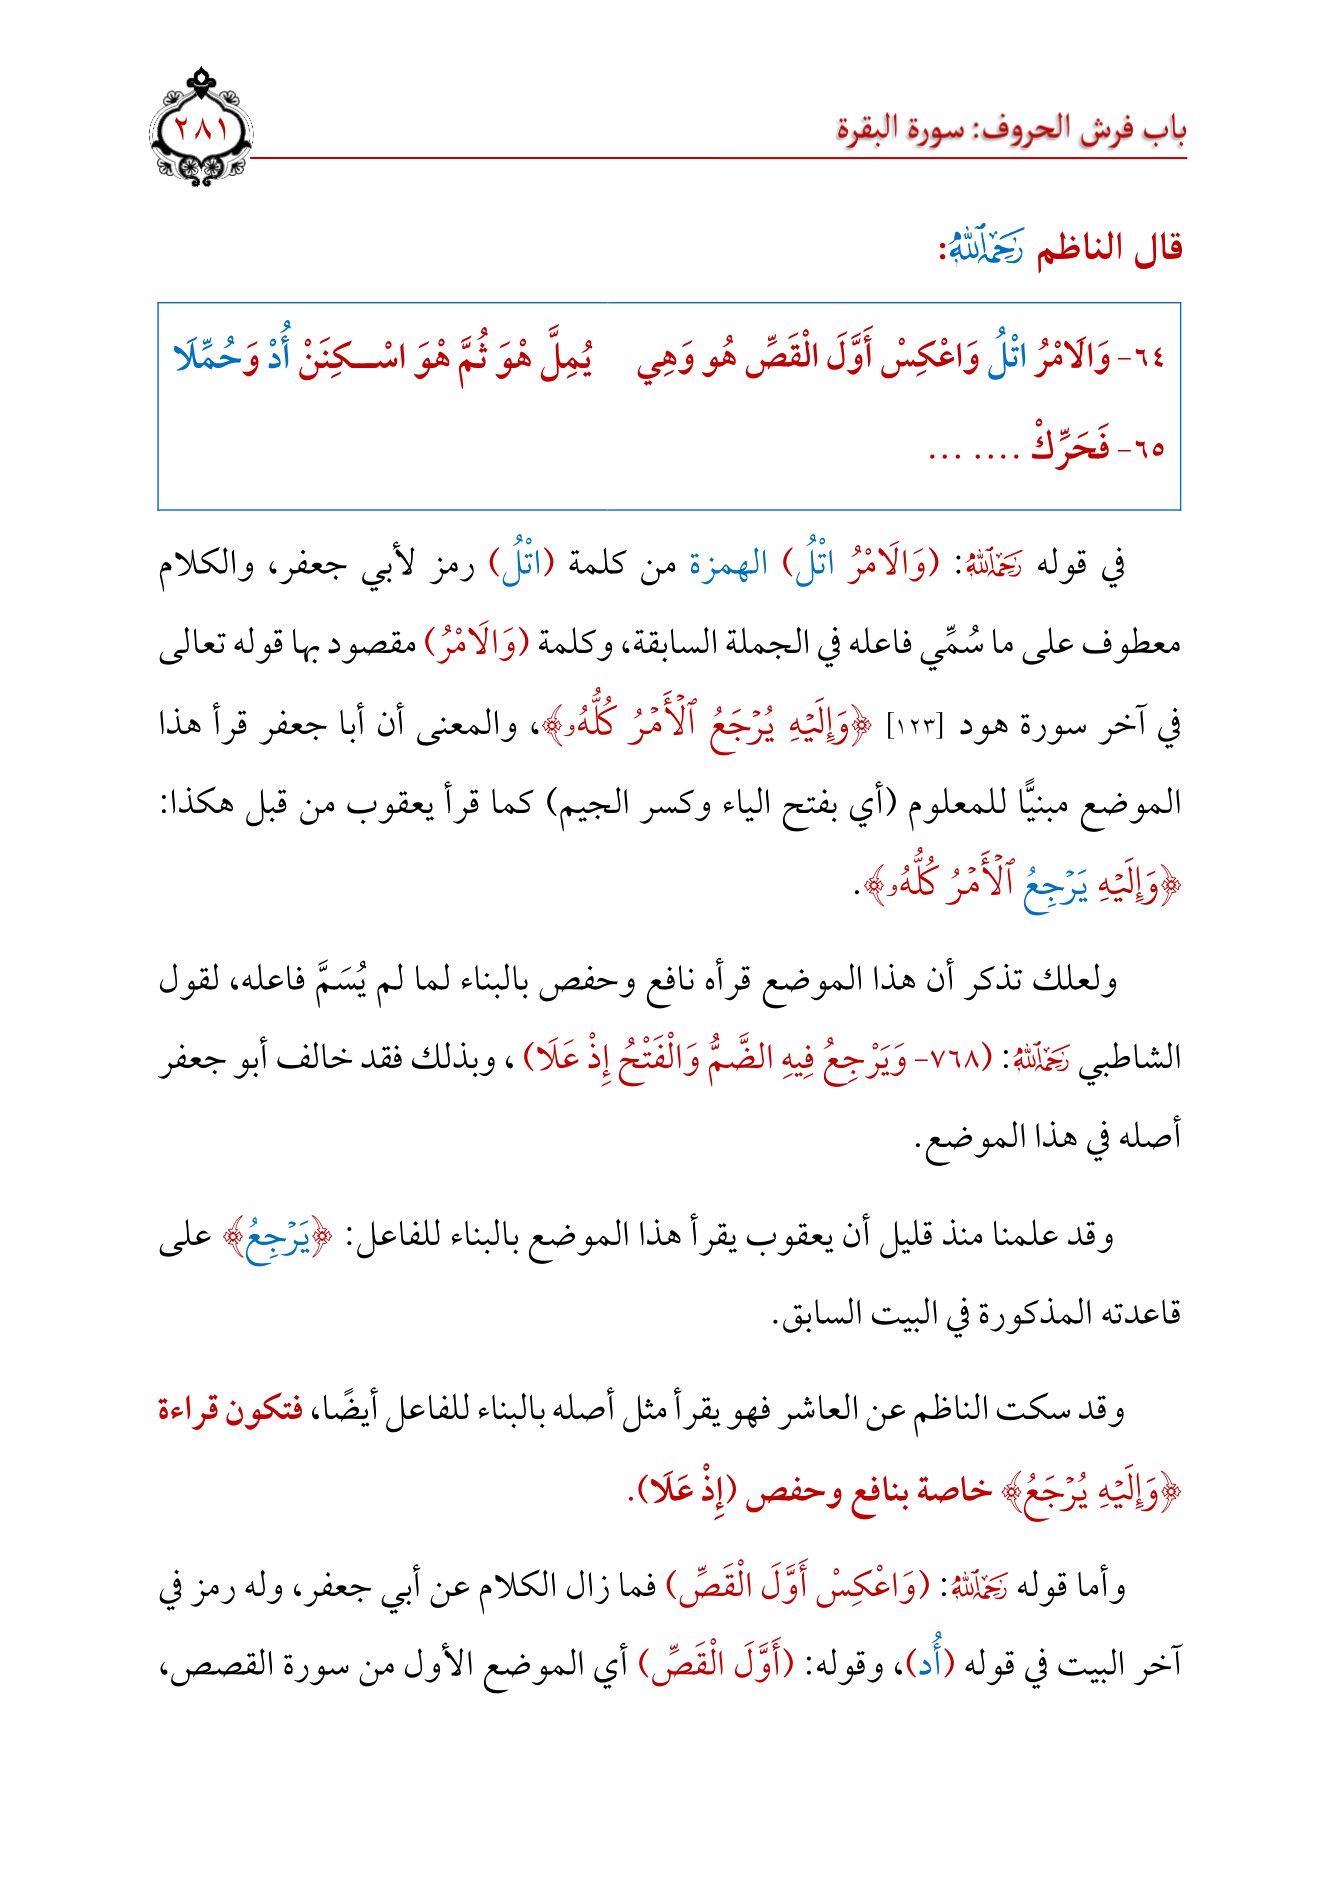 باب فرش الحروف: سورة البقرة
٢٨١
قال الناظم رَحِمَهُ ٱللَّهُ:
٦٤- وَالَامْرُ اتْلُ وَاعْكِسْ أَوَّلَ الْقَصِّ هُو وَهِي يُمِلَّ هْوَ ثُمَّ هْوَ اسْـكِنَنْ أُدْ وَحُمِّلَا
٦٥- فَحَرِّكْ .... ...
في قوله رَحِمَهُ ٱللَّهُ: (وَالَامْرُ اتْلُ) الهمزة من كلمة (اتْلُ) رمز لأبي جعفر، والكلام
معطوف على ما سُمِّي فاعله في الجملة السابقة، وكلمة (وَالَامْرُ) مقصود بها قوله تعالى
في آخر سورة هود [١٢٣] ﴿وَإِلَيۡهِ يُرۡجَعُ ٱلۡأَمۡرُ كُلُّهُۥ﴾، والمعنى أن أبا جعفر قرأ هذا
الموضع مبنيًّا للمعلوم (أي بفتح الياء وكسر الجيم) كما قرأ يعقوب من قبل هكذا:
﴿وَإِلَيۡهِ يَرۡجِعُ ٱلۡأَمۡرُ كُلُّهُۥ﴾.
ولعلك تذكر أن هذا الموضع قرأه نافع وحفص بالبناء لما لم يُسَمَّ فاعله، لقول
الشاطبي رَحِمَهُ ٱللَّهُ: (٧٦٨- وَيَرْجِعُ فِيهِ الضَّمُّ وَالْفَتْحُ إِذْ عَلَا) ، وبذلك فقد خالف أبو جعفر
أصله في هذا الموضع.
وقد علمنا منذ قليل أن يعقوب يقرأ هذا الموضع بالبناء للفاعل: ﴿يَرۡجِعُ﴾ على
قاعدته المذكورة في البيت السابق.
وقد سكت الناظم عن العاشر فهو يقرأ مثل أصله بالبناء للفاعل أيضًا، فتكون قراءة
﴿وَإِلَيۡهِ يُرۡجَعُ﴾ خاصة بنافع وحفص (إِذْ عَلَا).
وأما قوله رَحِمَهُ ٱللَّهُ: (وَاعْكِسْ أَوَّلَ الْقَصِّ) فما زال الكلام عن أبي جعفر، وله رمز في
آخر البيت في قوله (أُد)، وقوله: (أَوَّلَ الْقَصِّ) أي الموضع الأول من سورة القصص،